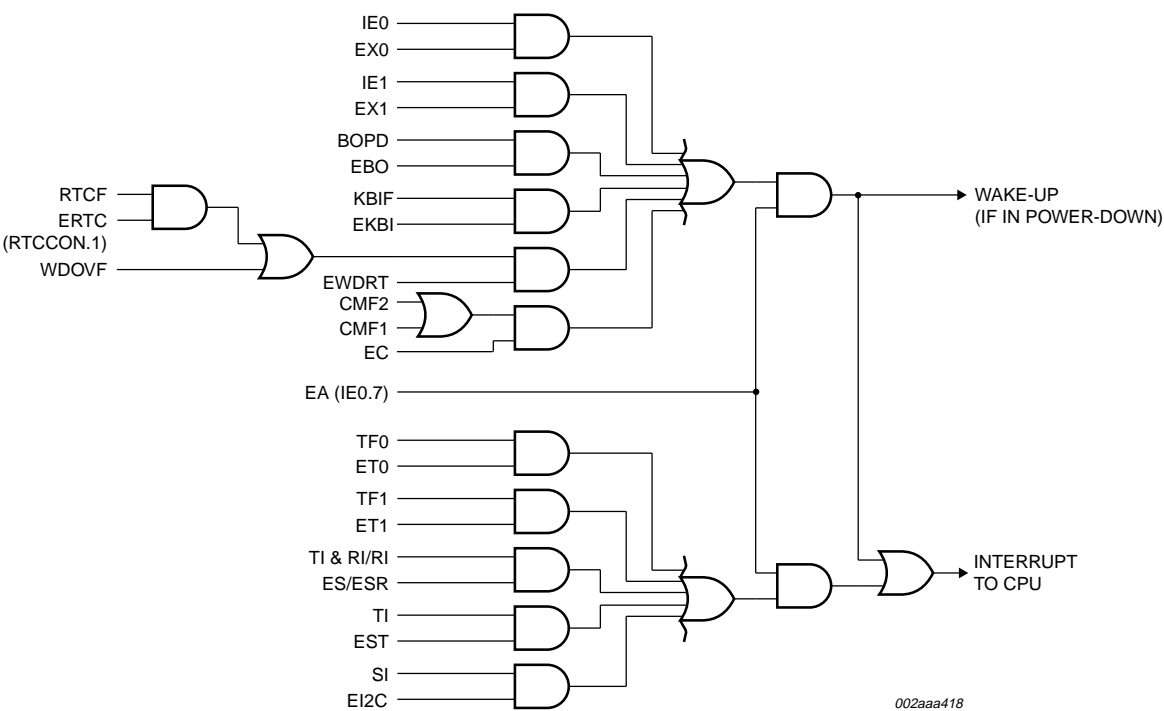 IE0
EX0
IE1
EX1
BOPD
EBO
RTCF
KBIF
WAKE-UP
ERTC
EKBI
(IF IN POWER-DOWN)
(RTCCON.1)
WDOVF
EWDRT
CMF2
CMF1
EC
EA (IE0.7)
TF0
ET0
TF1
ET1
TI & RI/RI
INTERRUPT
ES/ESR
TO CPU
TI
EST
SI
EI2C
002aaa418